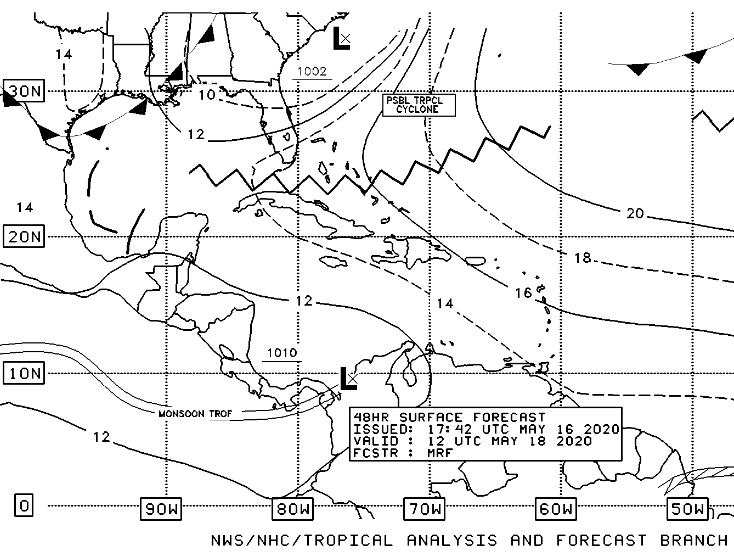 L
14
1002
30N
10
PSBL TRPCL
CYCLONE
12
14
20
20N
18
16
12
14
1010
10N
L
MONSOON TROF
12
48HR SURFACE FORECAST
ISSUED: 17:42 UTC MAY 16 2020
VALID : 12 UTC MAY 18 2020
FCSTR : MRF
0
90W
80W
70W
60W
50W
NWS/NHC/TROPICAL ANALYSIS AND FORECAST BRANCH